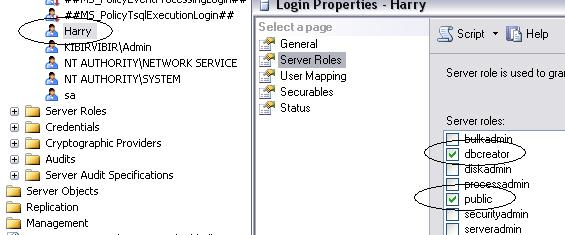 ##MS_PolicyEventProcessingLogin##
##MS_PolicyTsqlExecutionLogin##
Harry
KIBIRVIBIR\Admin
NT AUTHORITY\NETWORK SERVICE
NT AUTHORITY\SYSTEM
sa
Server Roles
Credentials
Cryptographic Providers
Audits
Server Audit Specifications
Server Objects
Replication
Management
Login Properties - Harry
Select a page
General
Server Roles
User Mapping
Securables
Status
Script
Help
Server role is used to gra
Server roles:
bulkadmin
dbcreator
diskadmin
processadmin
public
securityadmin
serveradmin